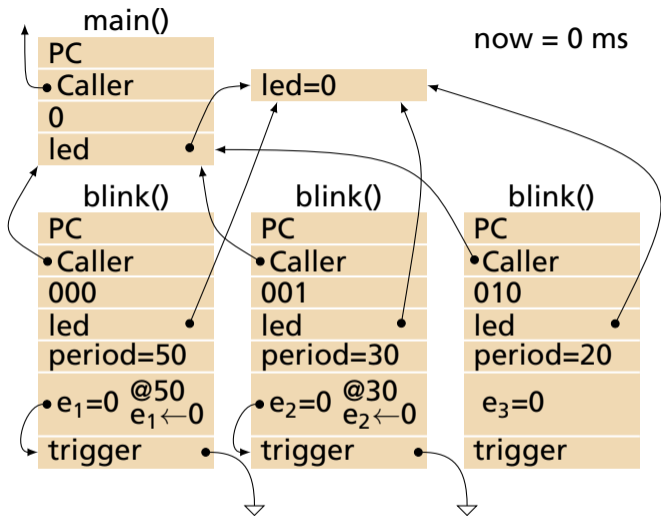 main()
PC
Caller
0
led
led=0
now = 0 ms
blink()
PC
Caller
000
led
period=50
e₁=0 @50
e₁←0
trigger
blink()
PC
Caller
001
led
period=30
e₂=0 @30
e₂←0
trigger
blink()
PC
Caller
010
led
period=20
e₃=0
trigger